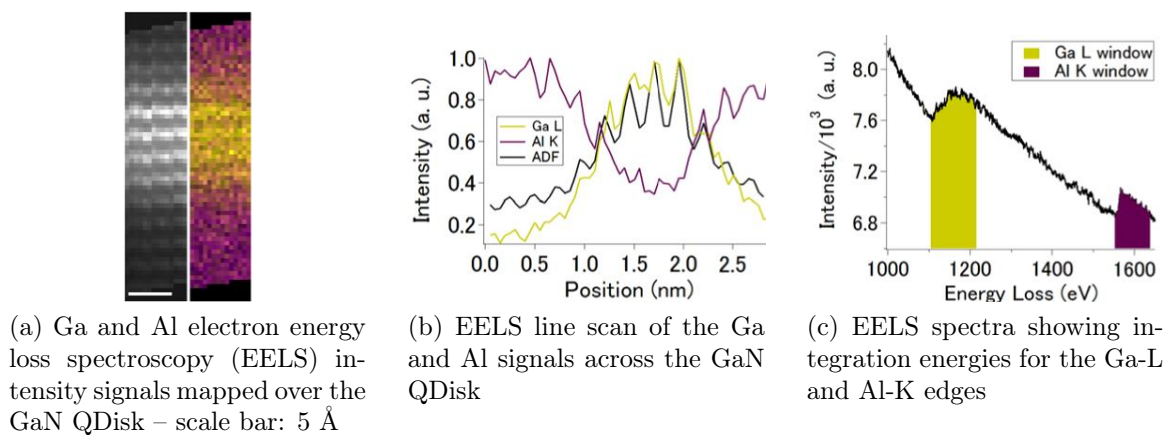 1.0
0.8
0.6
0.4
0.2
Intensity (a. u.)
Ga L
Al K
ADF
0.0 0.5 1.0 1.5 2.0 2.5
Position (nm)
8.0
7.6
7.2
6.8
Intensity/10³ (a. u.)
Ga L window
Al K window
1000 1200 1400 1600
Energy Loss (eV)
(a) Ga and Al electron energy
loss spectroscopy (EELS) in-
tensity signals mapped over the
GaN QDisk – scale bar: 5 Å
(b) EELS line scan of the Ga
and Al signals across the GaN
QDisk
(c) EELS spectra showing in-
tegration energies for the Ga-L
and Al-K edges